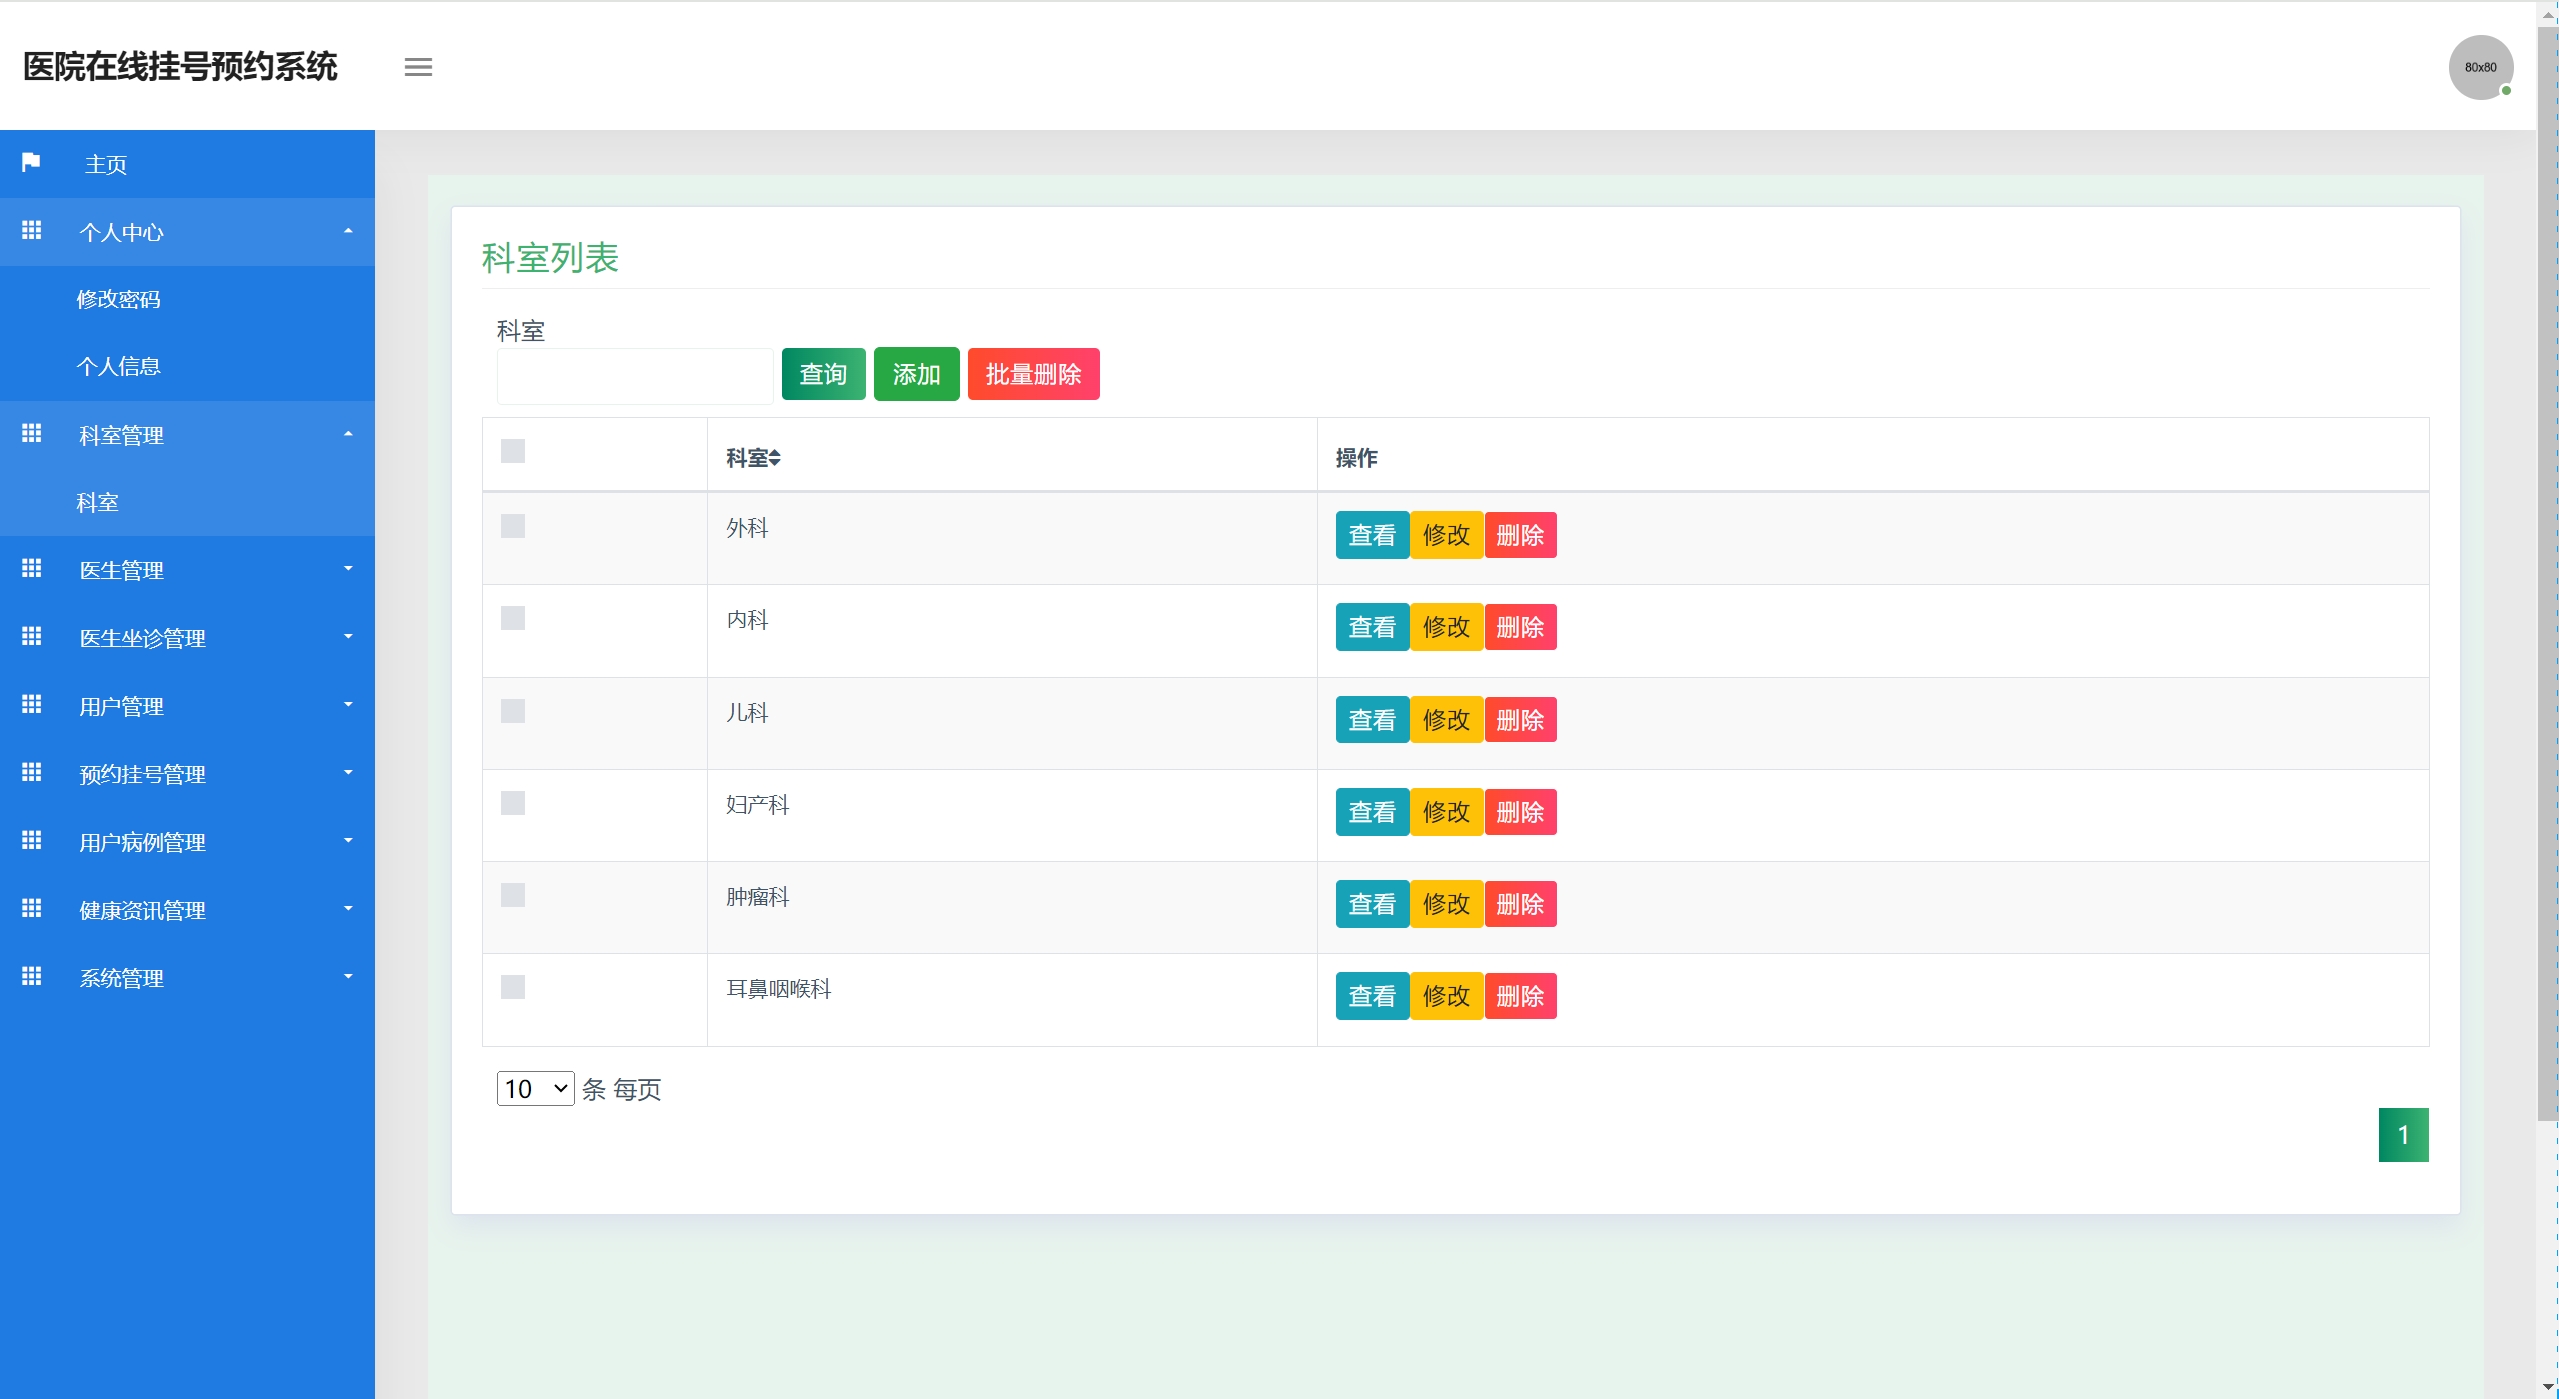 医院在线挂号预约系统
80x80
主页
个人中心
修改密码
个人信息
科室管理
科室
医生管理
医生坐诊管理
用户管理
预约挂号管理
用户病例管理
健康资讯管理
系统管理
科室列表
科室
查询 添加 批量删除
科室 操作
外科 查看 修改 删除
内科 查看 修改 删除
儿科 查看 修改 删除
妇产科 查看 修改 删除
肿瘤科 查看 修改 删除
耳鼻咽喉科 查看 修改 删除
10 条 每页
1